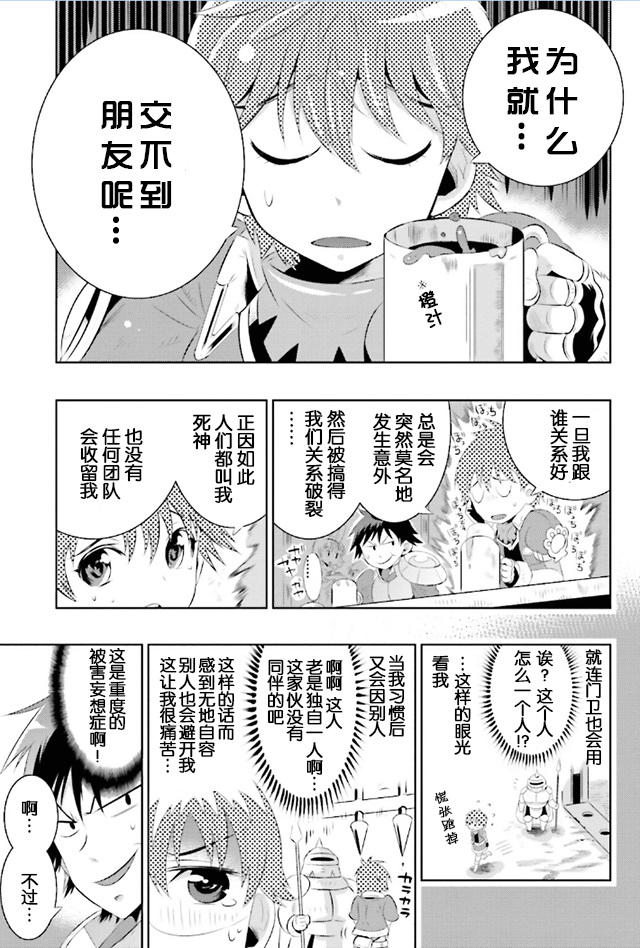 为什么
我就…
交不到
朋友呢…
※橙汁
一旦我跟
谁关系好
总是会
突然莫名地
发生意外
然后被搞得
我们关系破裂
……
正因如此
人们都叫我
死神
也没有
任何团队
会收留我
ぼち
ぼち
ぼち
ぼち
就连门卫也会用
诶?这个人
怎么一个人!?
…这样的眼光
看我
慌张跑掉
当我习惯后
又会因别人
啊啊 这人
老是独自一人啊…
这家伙没有
同伴的吧
这样的话而
感到无地自容
别人也会避开我
这让我很痛苦…
这是重度的
被害妄想症啊!
啊…
不过…